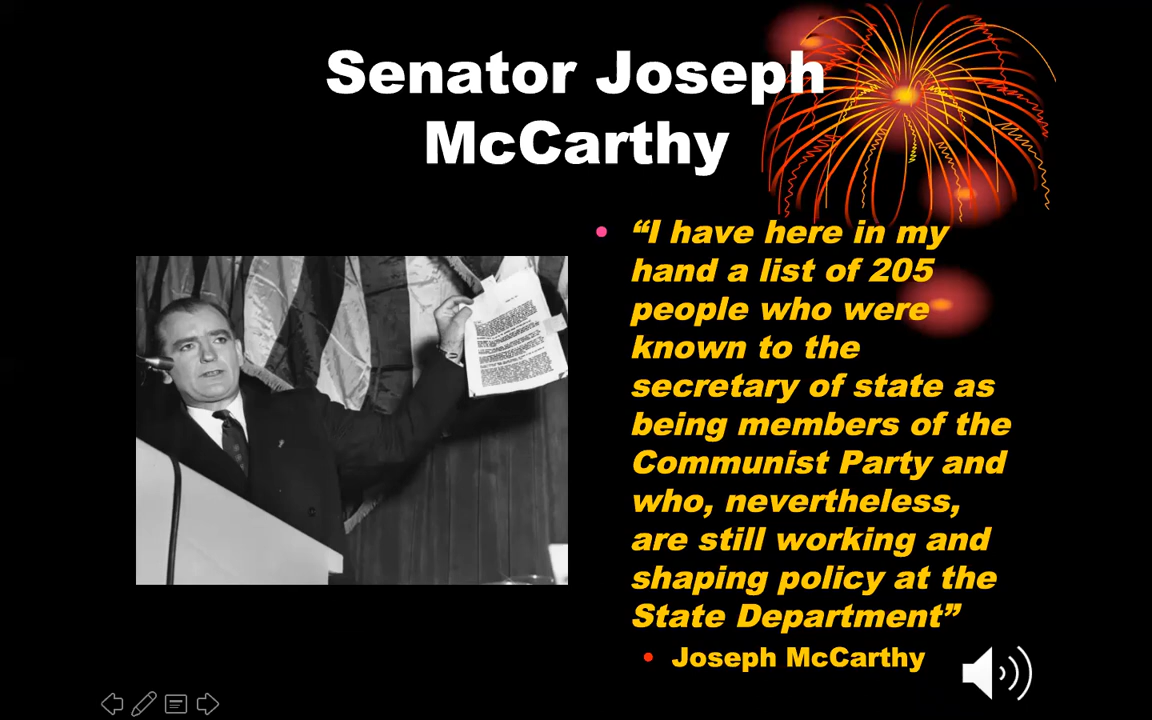 Senator Joseph
McCarthy
• “I have here in my
hand a list of 205
people who were
known to the
secretary of state as
being members of the
Communist Party and
who, nevertheless,
are still working and
shaping policy at the
State Department”
• Joseph McCarthy